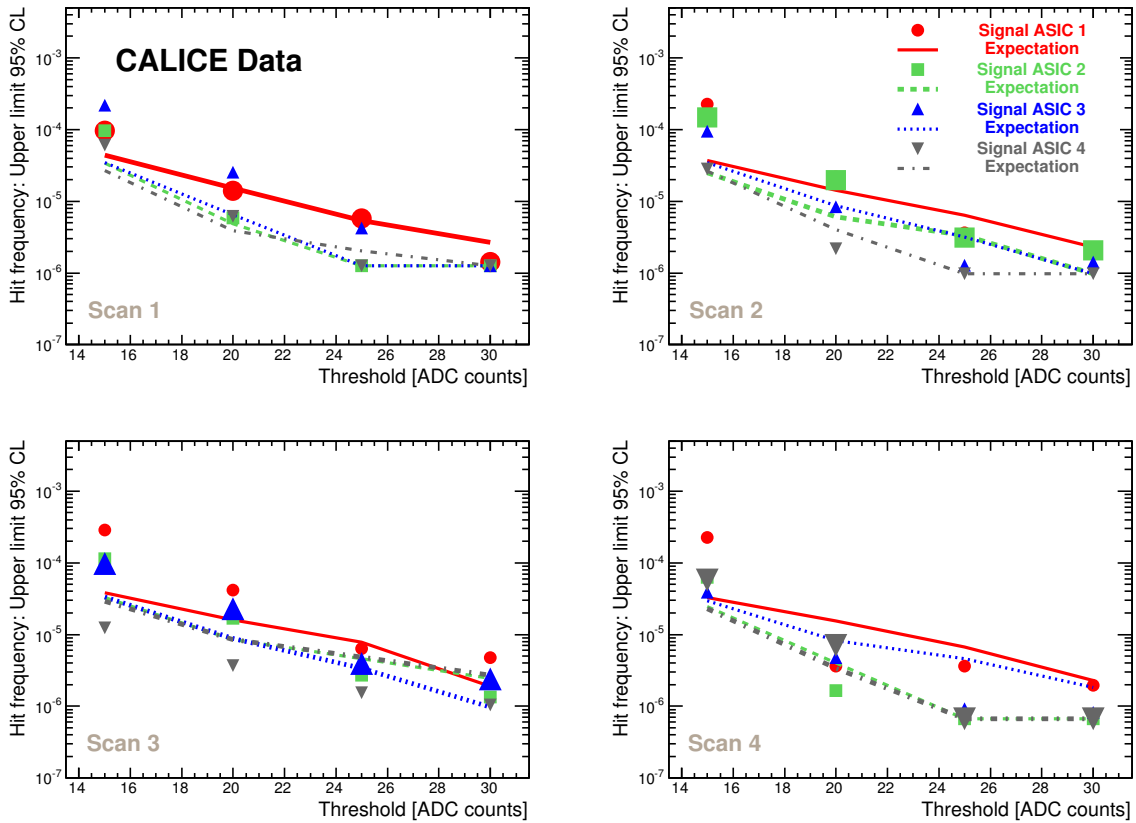 Hit frequency: Upper limit 95% CL
CALICE Data
10⁻³
10⁻⁴
10⁻⁵
10⁻⁶
10⁻⁷
Scan 1
14 16 18 20 22 24 26 28 30
Threshold [ADC counts]
Hit frequency: Upper limit 95% CL
Signal ASIC 1
Expectation
Signal ASIC 2
Expectation
Signal ASIC 3
Expectation
Signal ASIC 4
Expectation
10⁻³
10⁻⁴
10⁻⁵
10⁻⁶
10⁻⁷
Scan 2
14 16 18 20 22 24 26 28 30
Threshold [ADC counts]
Hit frequency: Upper limit 95% CL
10⁻³
10⁻⁴
10⁻⁵
10⁻⁶
10⁻⁷
Scan 3
14 16 18 20 22 24 26 28 30
Threshold [ADC counts]
Hit frequency: Upper limit 95% CL
10⁻³
10⁻⁴
10⁻⁵
10⁻⁶
10⁻⁷
Scan 4
14 16 18 20 22 24 26 28 30
Threshold [ADC counts]